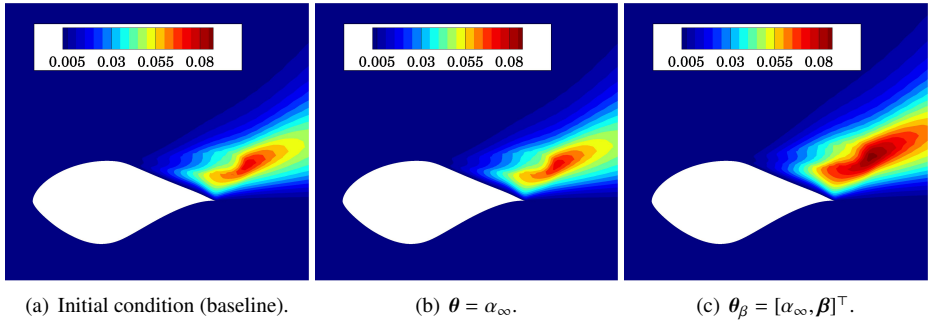 0.005 0.03 0.055 0.08
0.005 0.03 0.055 0.08
0.005 0.03 0.055 0.08
(a) Initial condition (baseline).
(b) θ = α∞.
(c) θβ = [α∞, β]⊤.